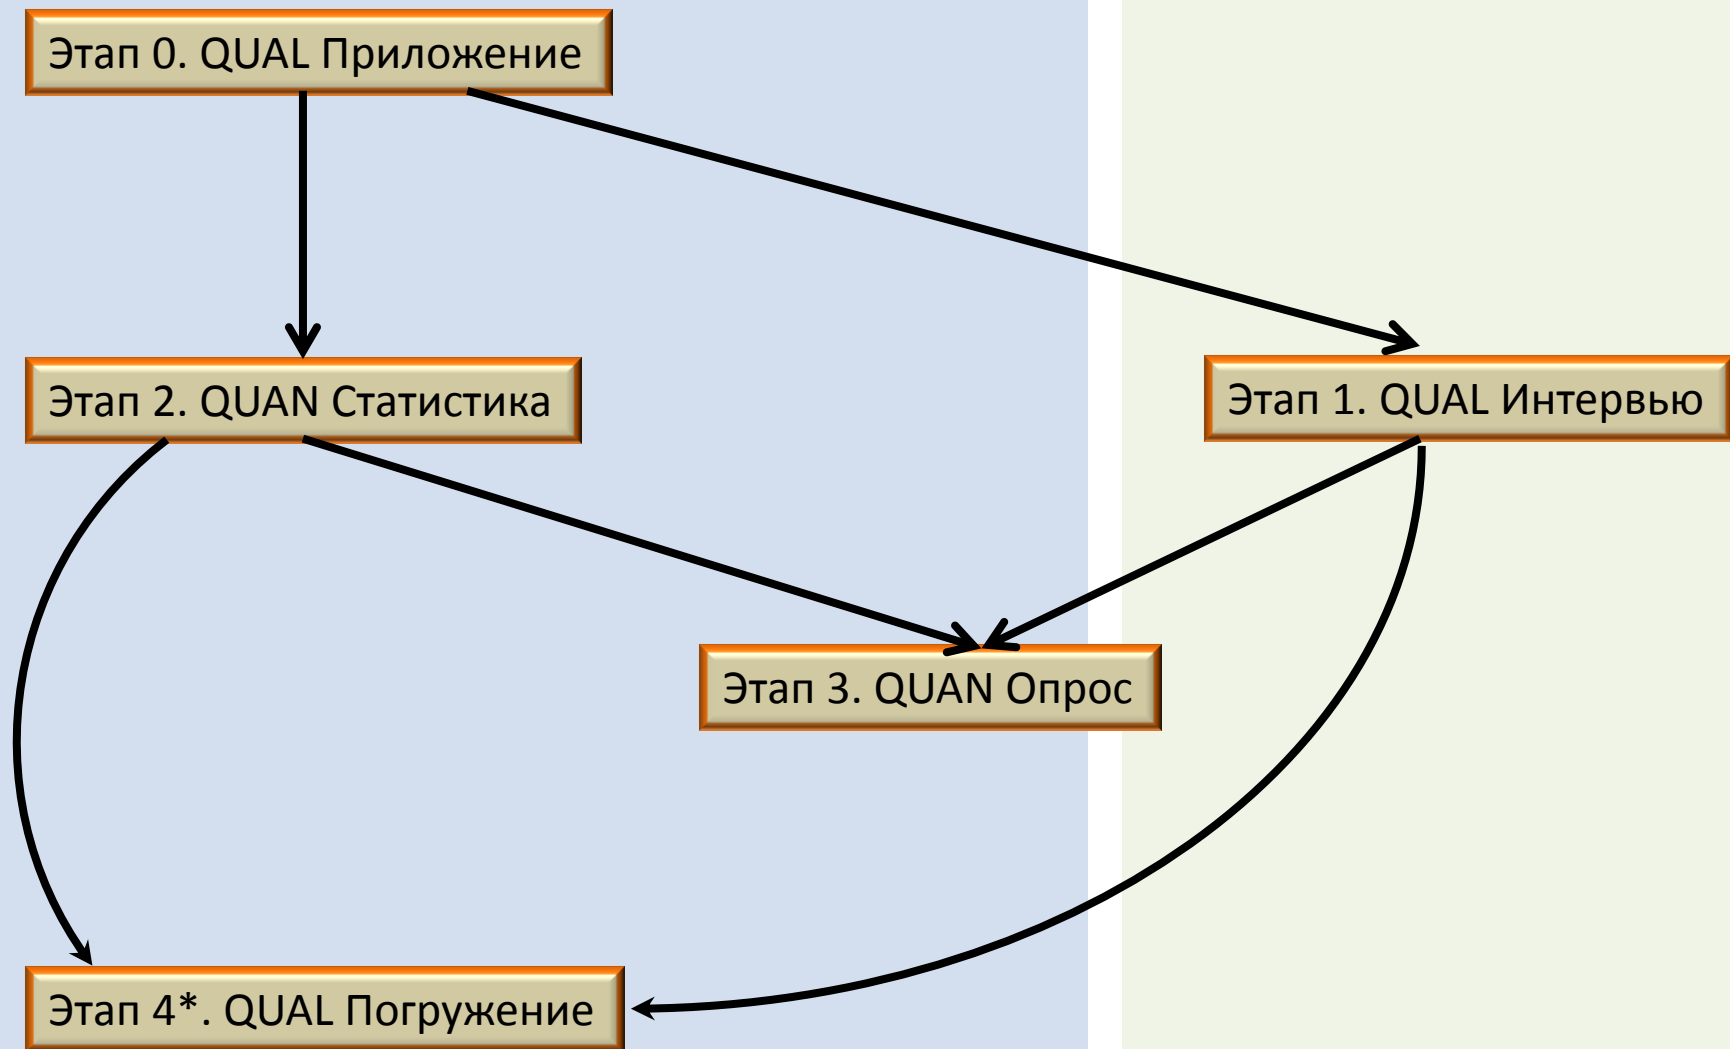 Этап 0. QUAL Приложение
Этап 2. QUAN Статистика
Этап 1. QUAL Интервью
Этап 3. QUAN Опрос
Этап 4*. QUAL Погружение